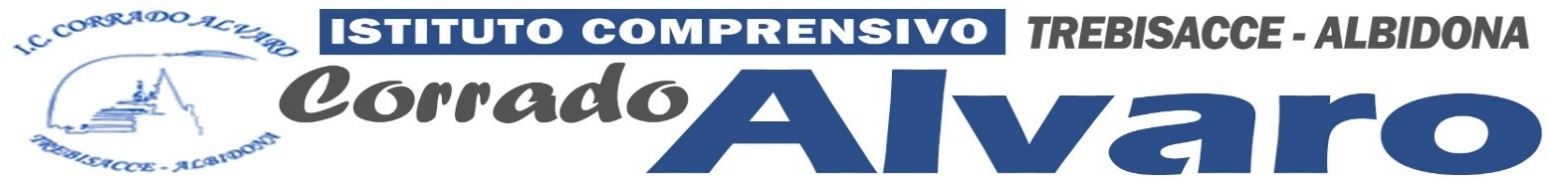 I.C. CORRADO ALVARO
TREBISACCE - ALBIDONA
ISTITUTO COMPRENSIVO TREBISACCE - ALBIDONA
Corrado Alvaro